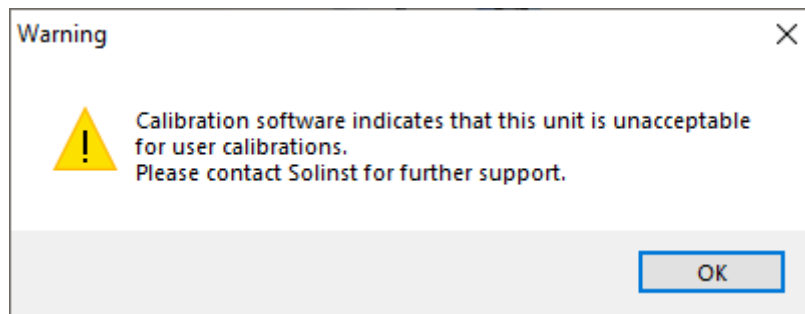 Warning
Calibration software indicates that this unit is unacceptable
for user calibrations.
Please contact Solinst for further support.
OK